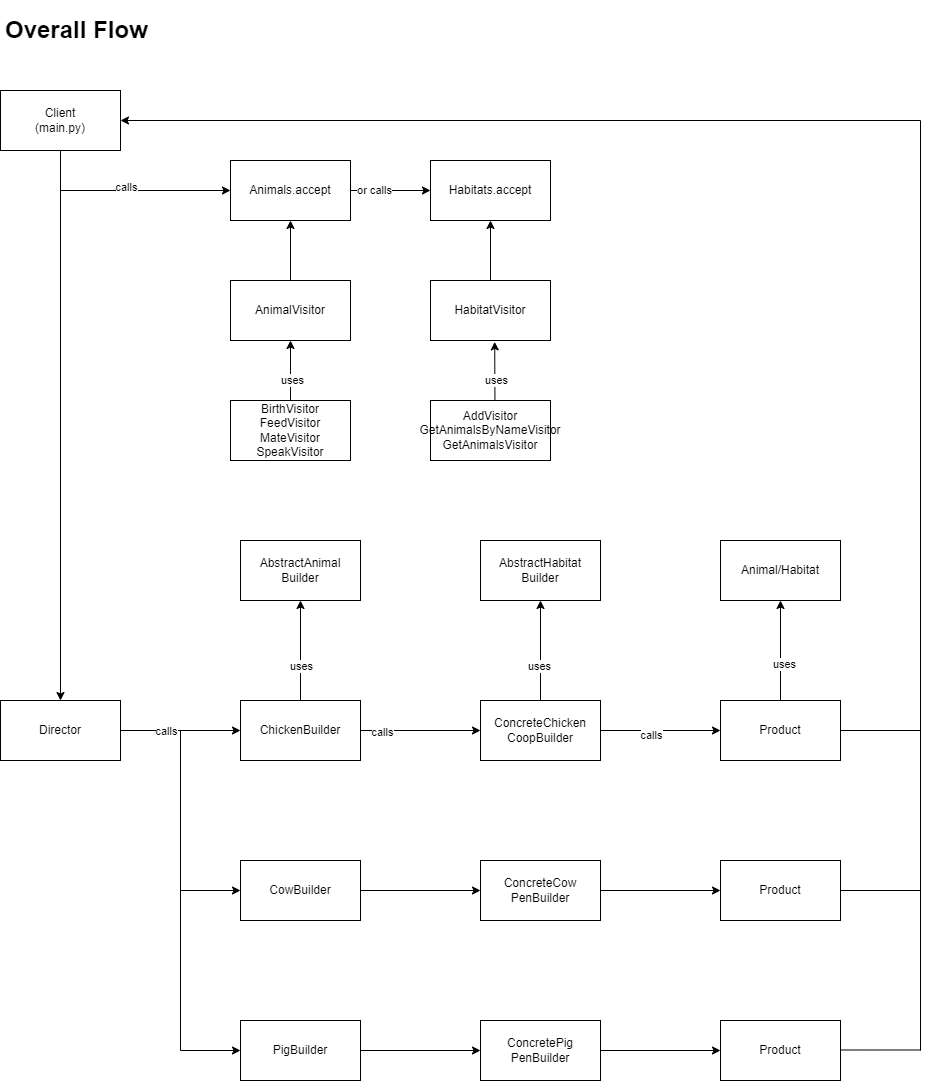 Overall Flow
Client
(main.py)
calls
Animals.accept
or calls
Habitats.accept
AnimalVisitor
HabitatVisitor
uses
uses
BirthVisitor
FeedVisitor
MateVisitor
SpeakVisitor
AddVisitor
GetAnimalsByNameVisitor
GetAnimalsVisitor
AbstractAnimal
Builder
AbstractHabitat
Builder
Animal/Habitat
uses
uses
uses
Director
calls
ChickenBuilder
calls
ConcreteChicken
CoopBuilder
calls
Product
CowBuilder
ConcreteCow
PenBuilder
Product
PigBuilder
ConcretePig
PenBuilder
Product